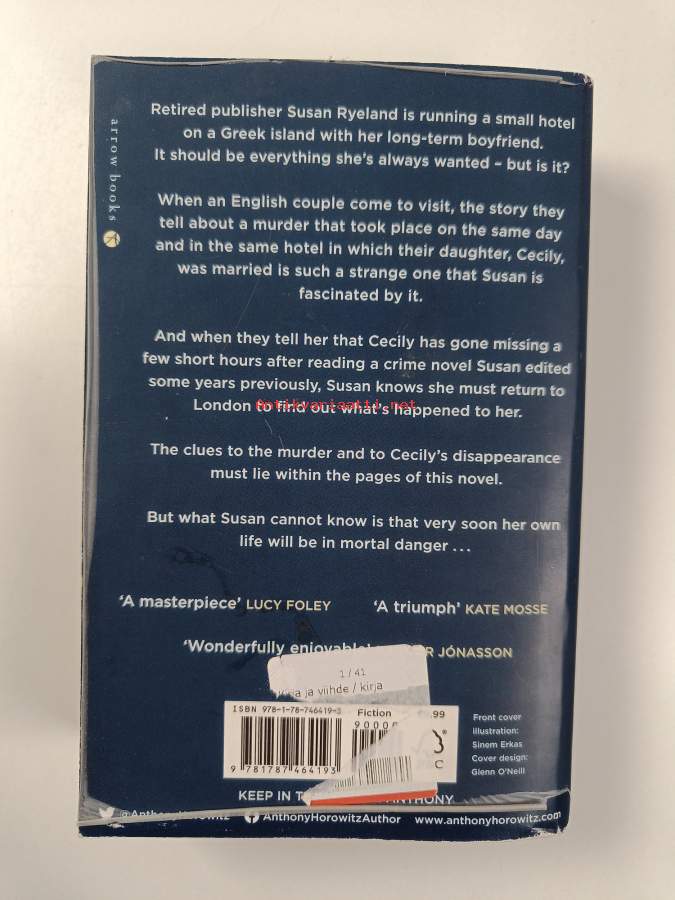 arrow books
Retired publisher Susan Ryeland is running a small hotel
on a Greek island with her long-term boyfriend.
It should be everything she's always wanted – but is it?
When an English couple come to visit, the story they
tell about a murder that took place on the same day
and in the same hotel in which their daughter, Cecily,
was married is such a strange one that Susan is
fascinated by it.
And when they tell her that Cecily has gone missing a
few short hours after reading a crime novel Susan edited
some years previously, Susan knows she must return to
London to find out what's happened to her.
antikvariaatti.net
The clues to the murder and to Cecily's disappearance
must lie within the pages of this novel.
But what Susan cannot know is that very soon her own
life will be in mortal danger ...
'A masterpiece' LUCY FOLEY 'A triumph' KATE MOSSE
'Wonderfully JÓNASSON
1 / 41
ja viihde / kirja
ISBN 978-1-78-746419-3 Fiction .99
9 781787 464193
Front cover
illustration:
Sinem Erkas
Cover design:
Glenn O'Neill
KEEP IN ANTHONY
@AnthonyHorowitz AnthonyHorowitzAuthor www.anthonyhorowitz.com